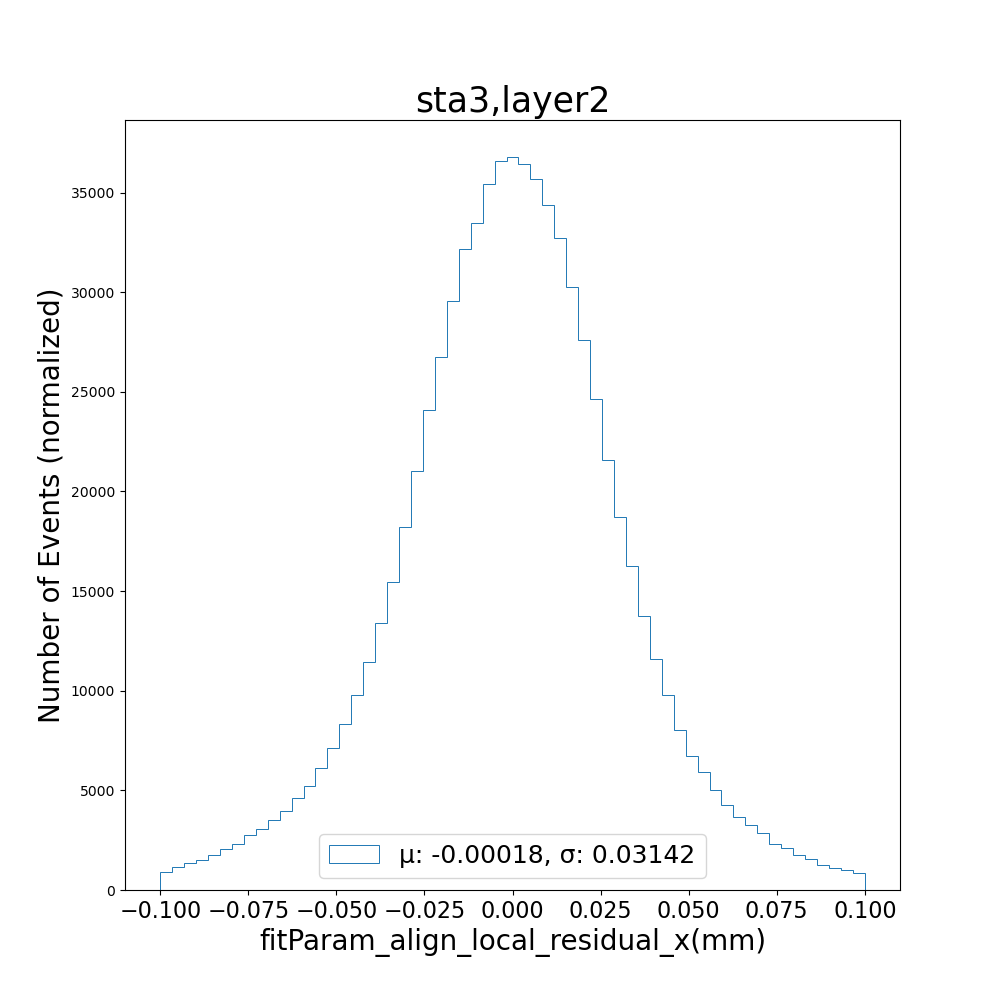 sta3,layer2
Number of Events (normalized)
35000
30000
25000
20000
15000
10000
5000
0
μ: -0.00018, σ: 0.03142
−0.100 −0.075 −0.050 −0.025 0.000 0.025 0.050 0.075 0.100
fitParam_align_local_residual_x(mm)